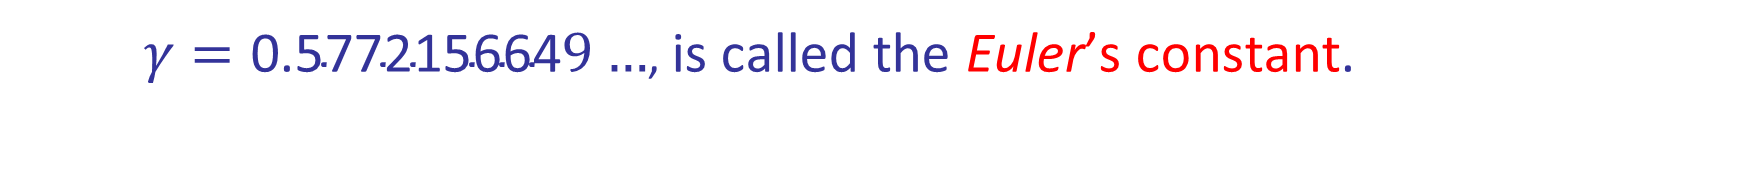 γ = 0.5772156649 ..., is called the Euler's constant.